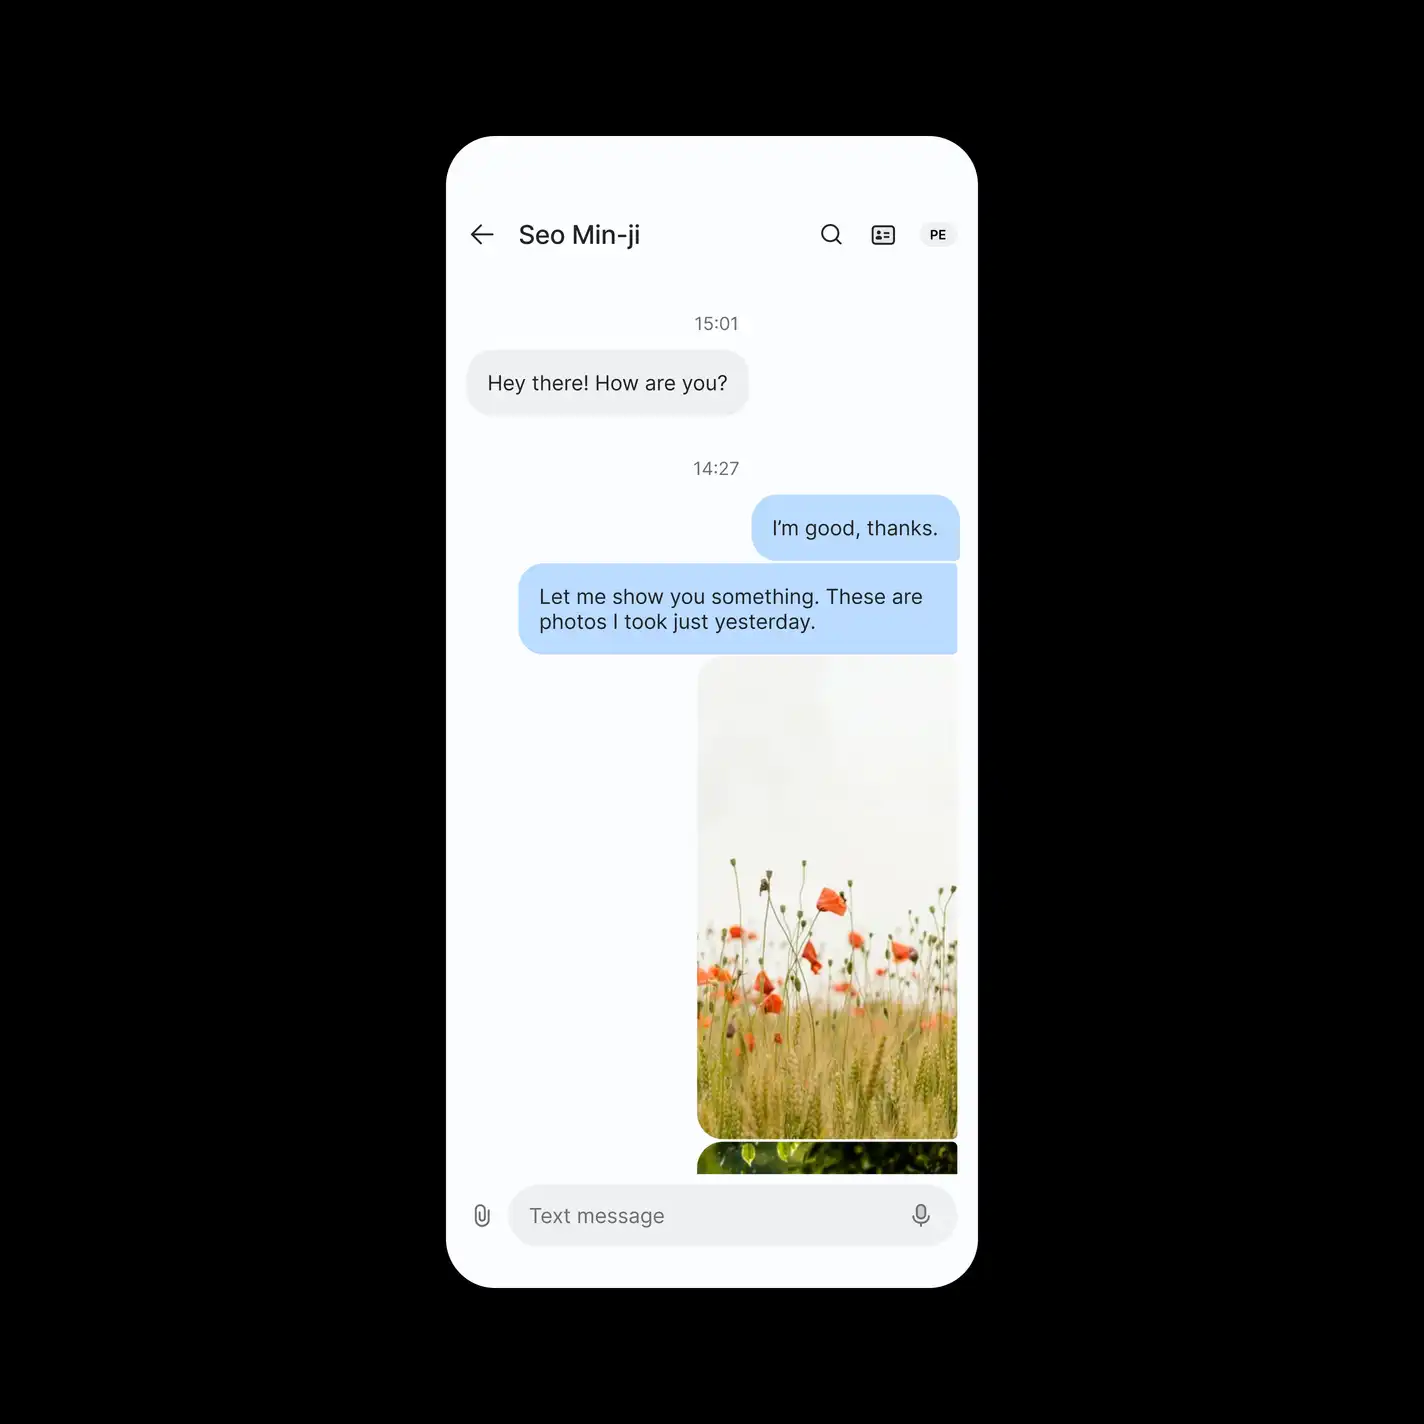 Seo Min-ji
PE
15:01
Hey there! How are you?
14:27
I’m good, thanks.
Let me show you something. These are
photos I took just yesterday.
Text message